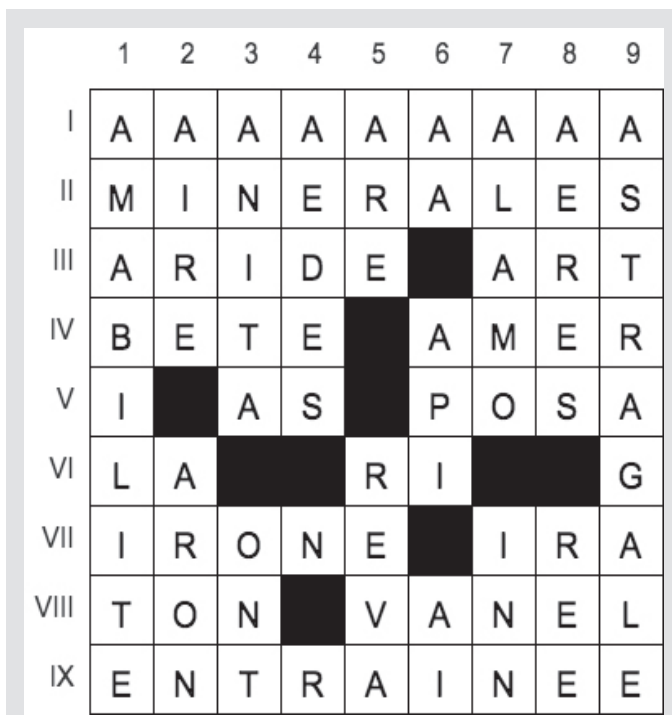 1 2 3 4 5 6 7 8 9
I A A A A A A A A A
II M I N E R A L E S
III A R I D E A R T
IV B E T E A M E R
V I A S P O S A
VI L A R I G
VII I R O N E I R A
VIII T O N V A N E L
IX E N T R A I N E E